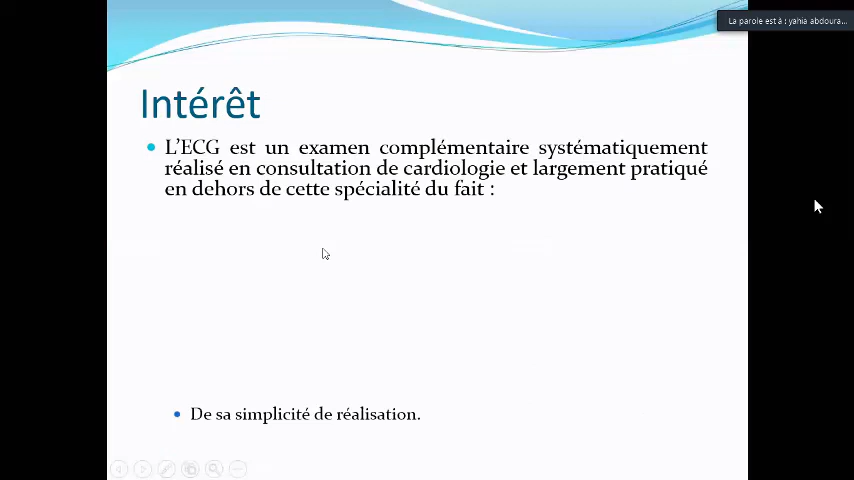 La parole est à : yahia abdoura...
Intérêt
L'ECG est un examen complémentaire systématiquement
réalisé en consultation de cardiologie et largement pratiqué
en dehors de cette spécialité du fait :
De sa simplicité de réalisation.